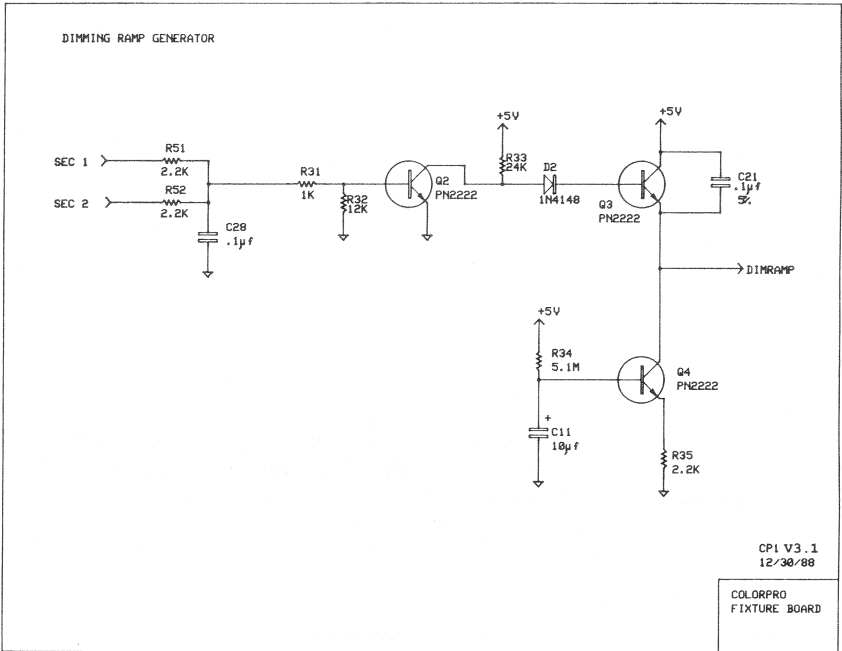 DIMMING RAMP GENERATOR
+5V
+5V
SEC 1
R51
2.2K
R31
1K
R32
12K
Q2
PN2222
R33
24K
D2
1N4148
Q3
PN2222
C21
.1µf
5%
SEC 2
R52
2.2K
C28
.1µf
DIMRAMP
+5V
R34
5.1M
Q4
PN2222
+
C11
10µf
R35
2.2K
CP1 V3.1
12/30/88
COLORPRO
FIXTURE BOARD